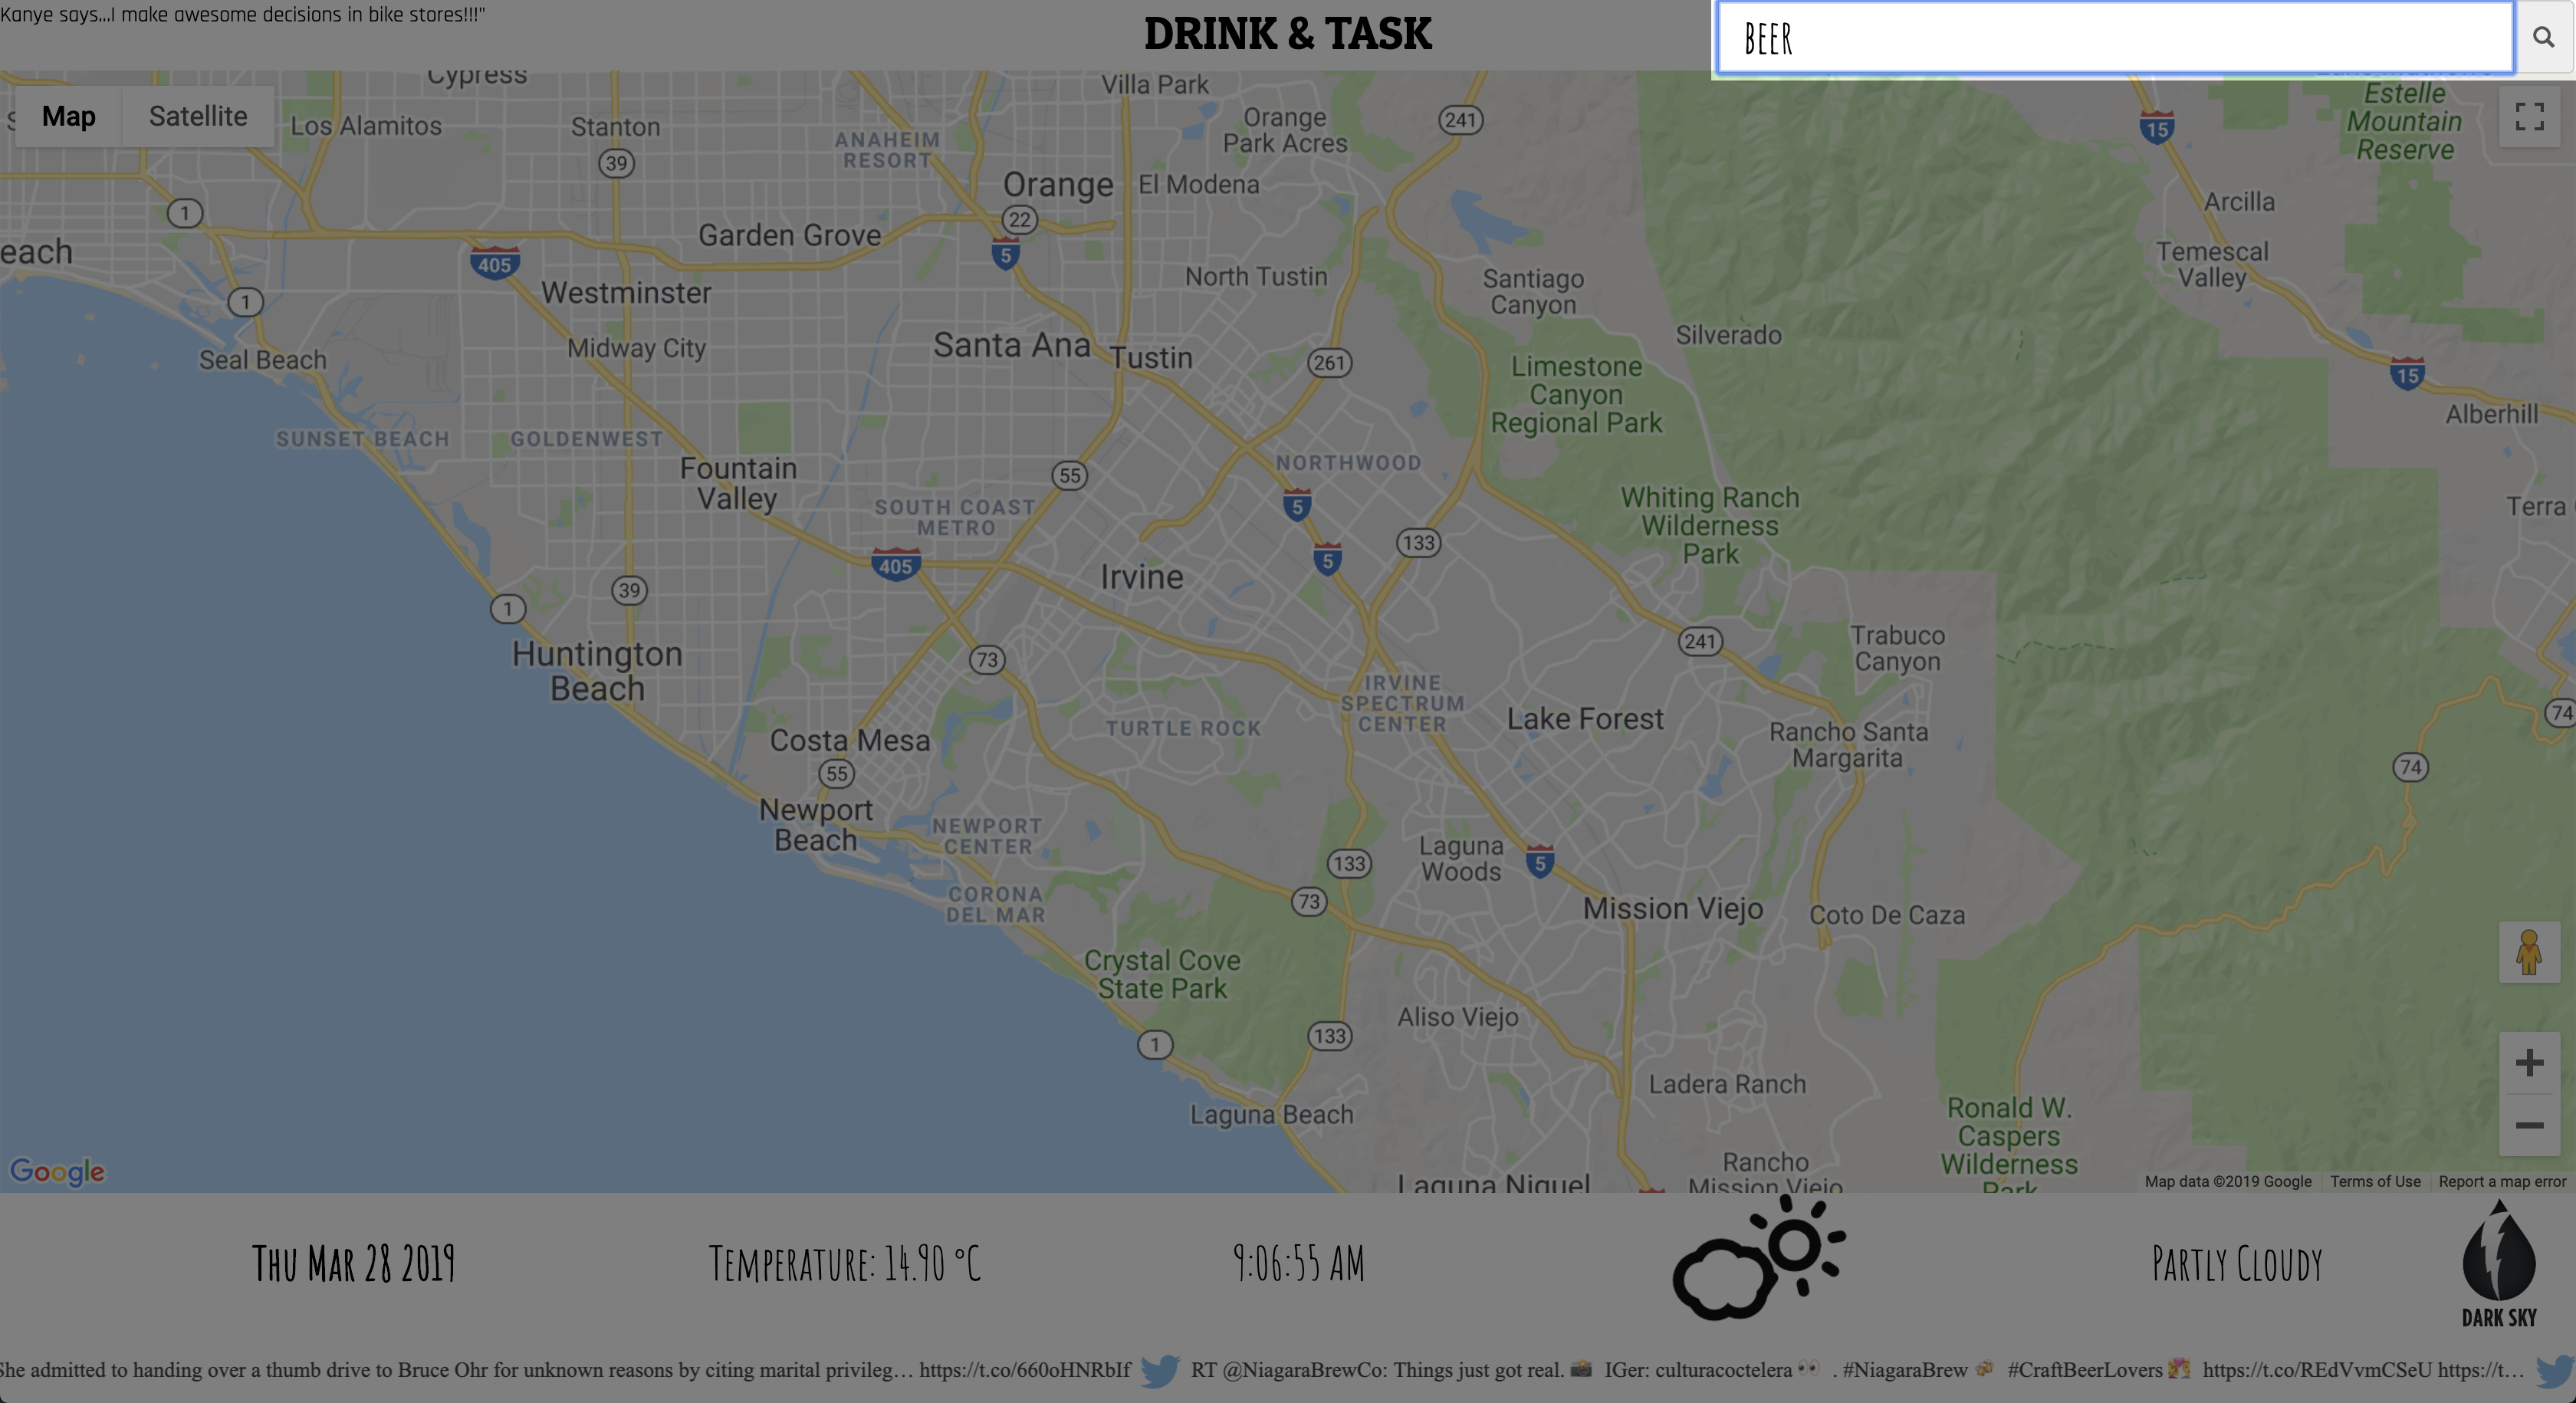 Kanye says...I make awesome decisions in bike stores!!!"
DRINK & TASK
BEER
Map
Satellite
Cypress
Los Alamitos
Stanton
39
ANAHEIM
RESORT
Villa Park
Orange
Park Acres
241
15
Estelle
Mountain
Reserve
Orange
El Modena
22
1
Arcilla
Garden Grove
405
5
Temescal
Valley
each
Westminster
North Tustin
Santiago
Canyon
1
Midway City
Santa Ana
Tustin
Silverado
Seal Beach
261
Limestone
Canyon
Regional Park
15
Alberhill
SUNSET BEACH
GOLDENWEST
Fountain
Valley
55
NORTHWOOD
SOUTH COAST
METRO
5
Whiting Ranch
Wilderness
Park
Terra
405
Irvine
5
133
1
39
Huntington
Beach
73
241
Trabuco
Canyon
IRVINE
SPECTRUM
CENTER
TURTLE ROCK
Lake Forest
Rancho Santa
Margarita
74
Costa Mesa
55
74
Newport
Beach
NEWPORT
CENTER
133
Laguna
Woods
5
CORONA
DEL MAR
73
Mission Viejo
Coto De Caza
Crystal Cove
State Park
Aliso Viejo
1
133
Ladera Ranch
Laguna Beach
Ronald W.
Caspers
Wilderness
Park
Laguna Niguel
Rancho
Mission Viejo
Google
Map data ©2019 Google
Terms of Use
Report a map error
Thu Mar 28 2019
Temperature: 14.90 °C
9:06:55 AM
Partly Cloudy
DARK SKY
She admitted to handing over a thumb drive to Bruce Ohr for unknown reasons by citing marital privileg… https://t.co/660oHNRbIf RT @NiagaraBrewCo: Things just got real. 📸 IGer: culturacoctelera 👀 . #NiagaraBrew 🍻 #CraftBeerLovers https://t.co/REdVvmCSeU https://t…